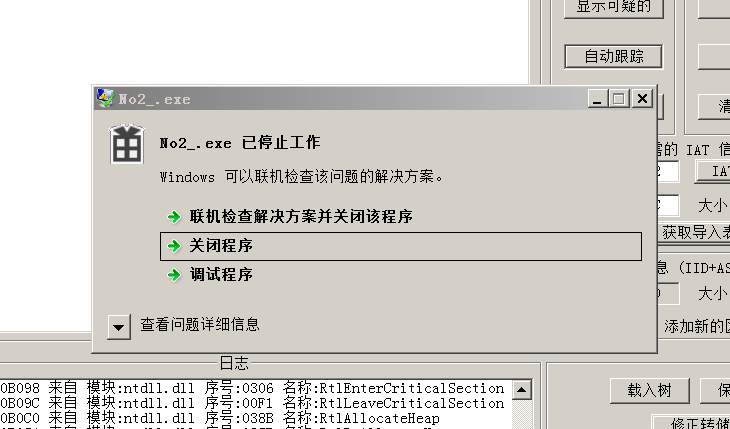 显示可疑的
自动跟踪
No2_.exe
No2_.exe 已停止工作
Windows 可以联机检查该问题的解决方案。
联机检查解决方案并关闭该程序
关闭程序
调试程序
查看问题详细信息
的 IAT 信
IAT
大小
获取导入表
息 (IID+AS
大小
添加新的区
日志
0B098 来自 模块:ntdll.dll 序号:0306 名称:RtlEnterCriticalSection
0B09C 来自 模块:ntdll.dll 序号:00F1 名称:RtlLeaveCriticalSection
0B0C0 来自 模块:ntdll.dll 序号:038B 名称:RtlAllocateHeap
载入树
保
修正转储
清